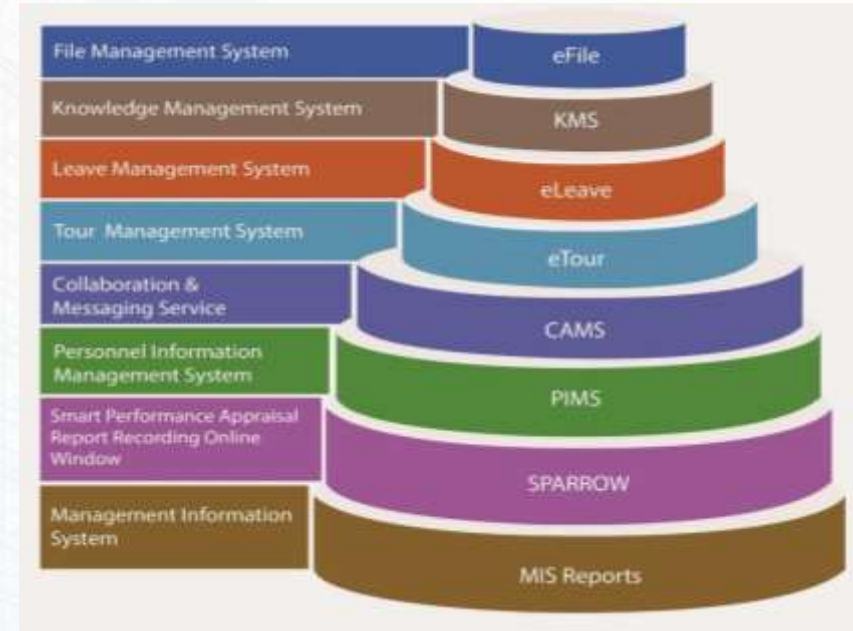 File Management System
eFile
Knowledge Management System
KMS
Leave Management System
eLeave
Tour Management System
eTour
Collaboration &
Messaging Service
CAMS
Personnel Information
Management System
PIMS
Smart Performance Appraisal
Report Recording Online
Window
SPARROW
Management Information
System
MIS Reports